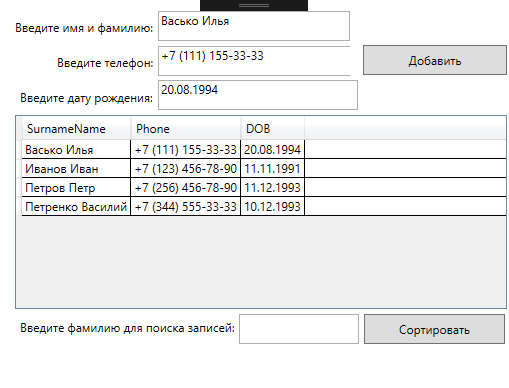 Введите имя и фамилию: Васько Илья
Введите телефон: +7 (111) 155-33-33 Добавить
Введите дату рождения: 20.08.1994
SurnameName Phone DOB
Васько Илья +7 (111) 155-33-33 20.08.1994
Иванов Иван +7 (123) 456-78-90 11.11.1991
Петров Петр +7 (256) 456-78-90 11.12.1993
Петренко Василий +7 (344) 555-33-33 10.12.1993
Введите фамилию для поиска записей: Сортировать